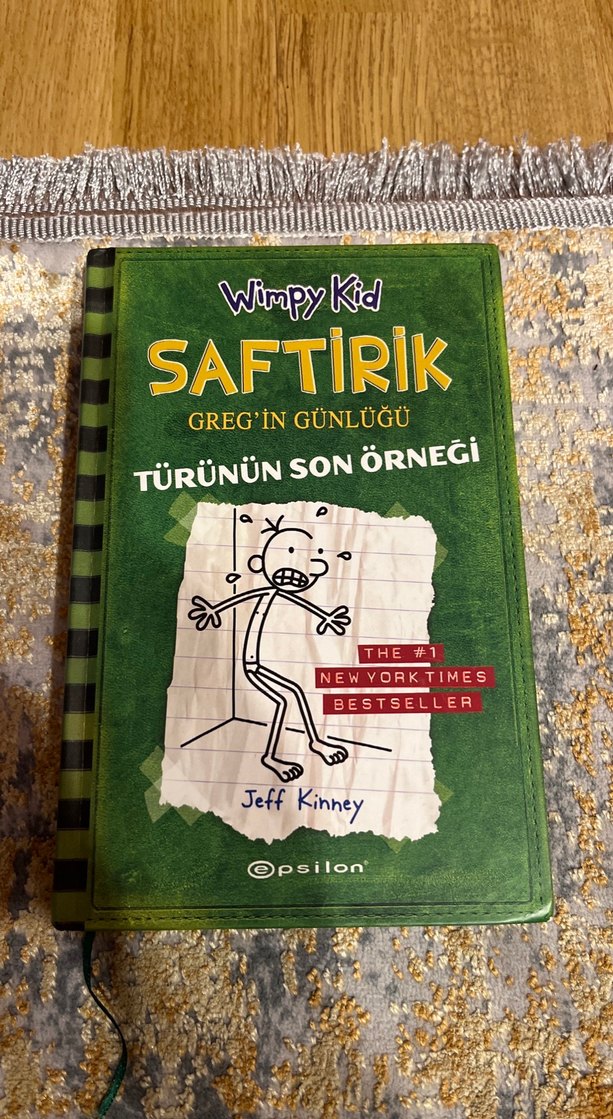 Wimpy Kid
SAFTİRİK
GREG'İN GÜNLÜĞÜ
TÜRÜNÜN SON ÖRNEĞİ
THE #1
NEW YORK TIMES
BESTSELLER
Jeff Kinney
epsilon®